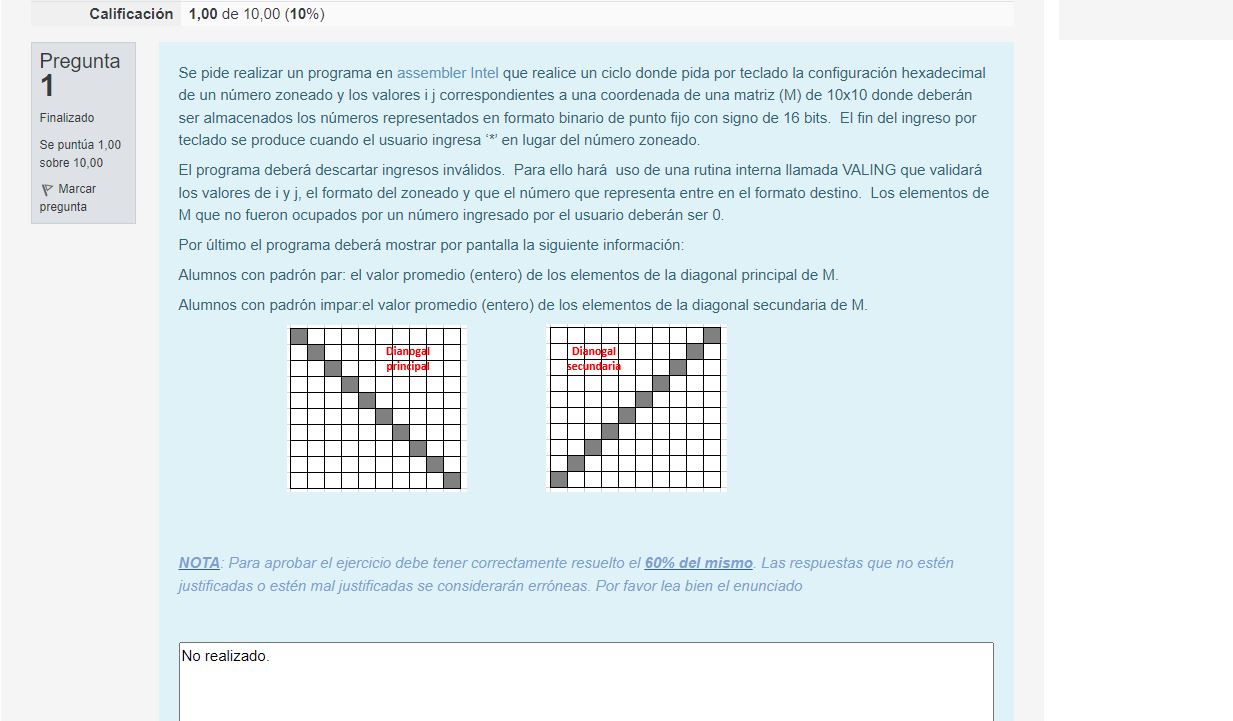 Calificación 1,00 de 10,00 (10%)
Pregunta
1
Finalizado
Se puntúa 1,00
sobre 10,00
Marcar
pregunta
Se pide realizar un programa en assembler Intel que realice un ciclo donde pida por teclado la configuración hexadecimal
de un número zoneado y los valores i j correspondientes a una coordenada de una matriz (M) de 10x10 donde deberán
ser almacenados los números representados en formato binario de punto fijo con signo de 16 bits.  El fin del ingreso por
teclado se produce cuando el usuario ingresa ‘*’ en lugar del número zoneado.
El programa deberá descartar ingresos inválidos.  Para ello hará  uso de una rutina interna llamada VALING que validará
los valores de i y j, el formato del zoneado y que el número que representa entre en el formato destino.  Los elementos de
M que no fueron ocupados por un número ingresado por el usuario deberán ser 0.
Por último el programa deberá mostrar por pantalla la siguiente información:
Alumnos con padrón par: el valor promedio (entero) de los elementos de la diagonal principal de M.
Alumnos con padrón impar:el valor promedio (entero) de los elementos de la diagonal secundaria de M.
Dianogal
principal
Dianogal
secundaria
NOTA: Para aprobar el ejercicio debe tener correctamente resuelto el 60% del mismo. Las respuestas que no estén
justificadas o estén mal justificadas se considerarán erróneas. Por favor lea bien el enunciado
No realizado.